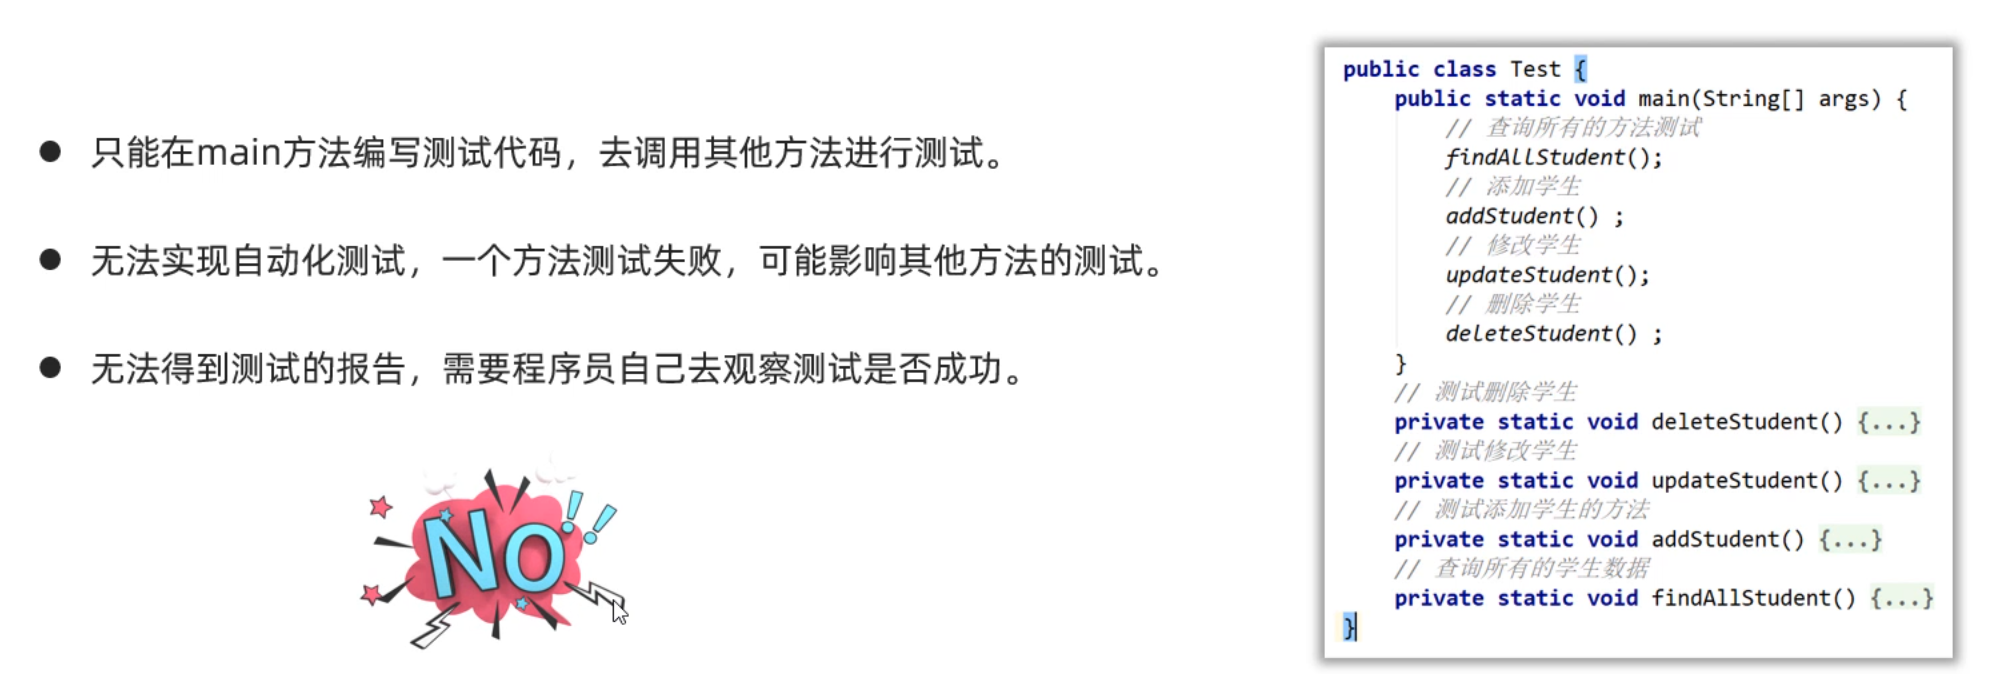 ● 只能在main方法编写测试代码，去调用其他方法进行测试。
● 无法实现自动化测试，一个方法测试失败，可能影响其他方法的测试。
● 无法得到测试的报告，需要程序员自己去观察测试是否成功。
No!!
public class Test {
public static void main(String[] args) {
// 查询所有的方法测试
findAllStudent();
// 添加学生
addStudent() ;
// 修改学生
updateStudent();
// 删除学生
deleteStudent() ;
}
// 测试删除学生
private static void deleteStudent() {...}
// 测试修改学生
private static void updateStudent() {...}
// 测试添加学生的方法
private static void addStudent() {...}
// 查询所有的学生数据
private static void findAllStudent() {...}
}